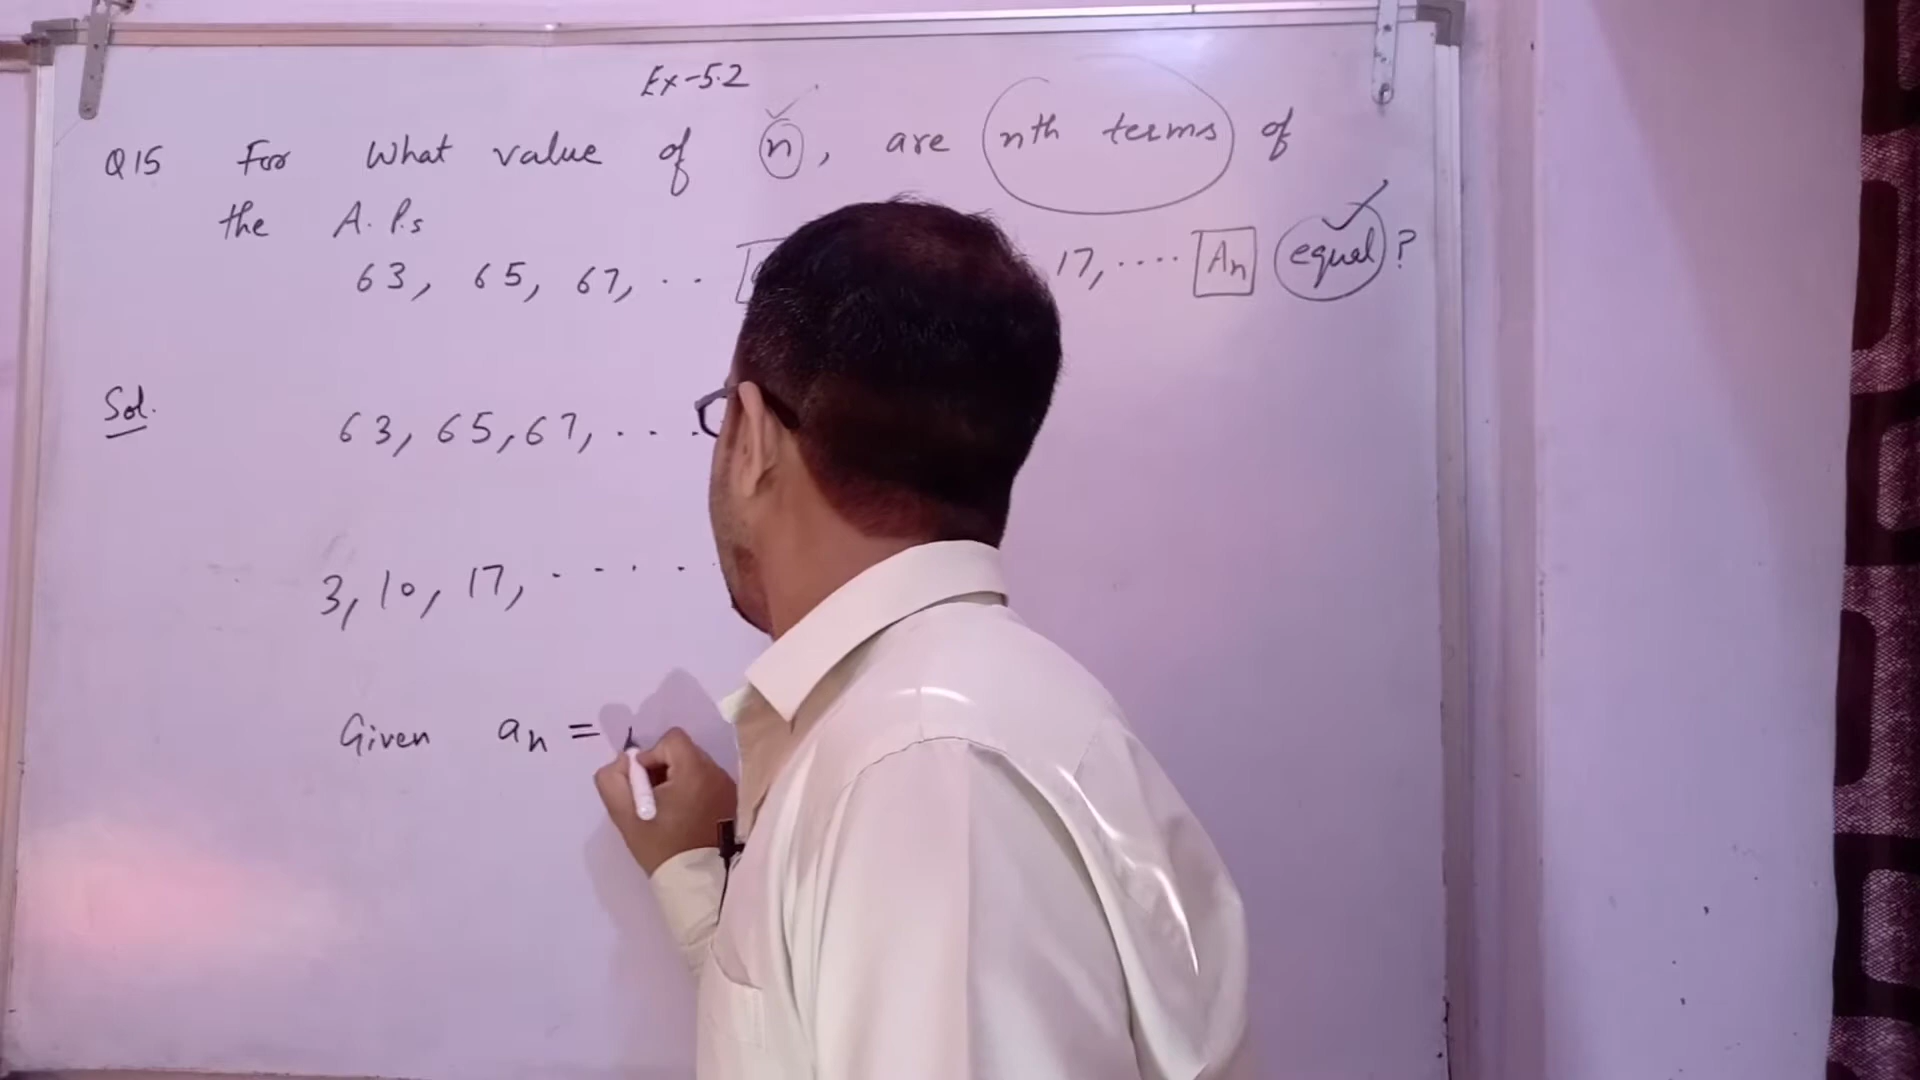 Ex-5.2
Q15 For What value of n, are nth terms of
the A.P.s
63, 65, 67, .. 17, .... An equal?
Sol.
63, 65, 67, ...
3, 10, 17, .....
Given an =